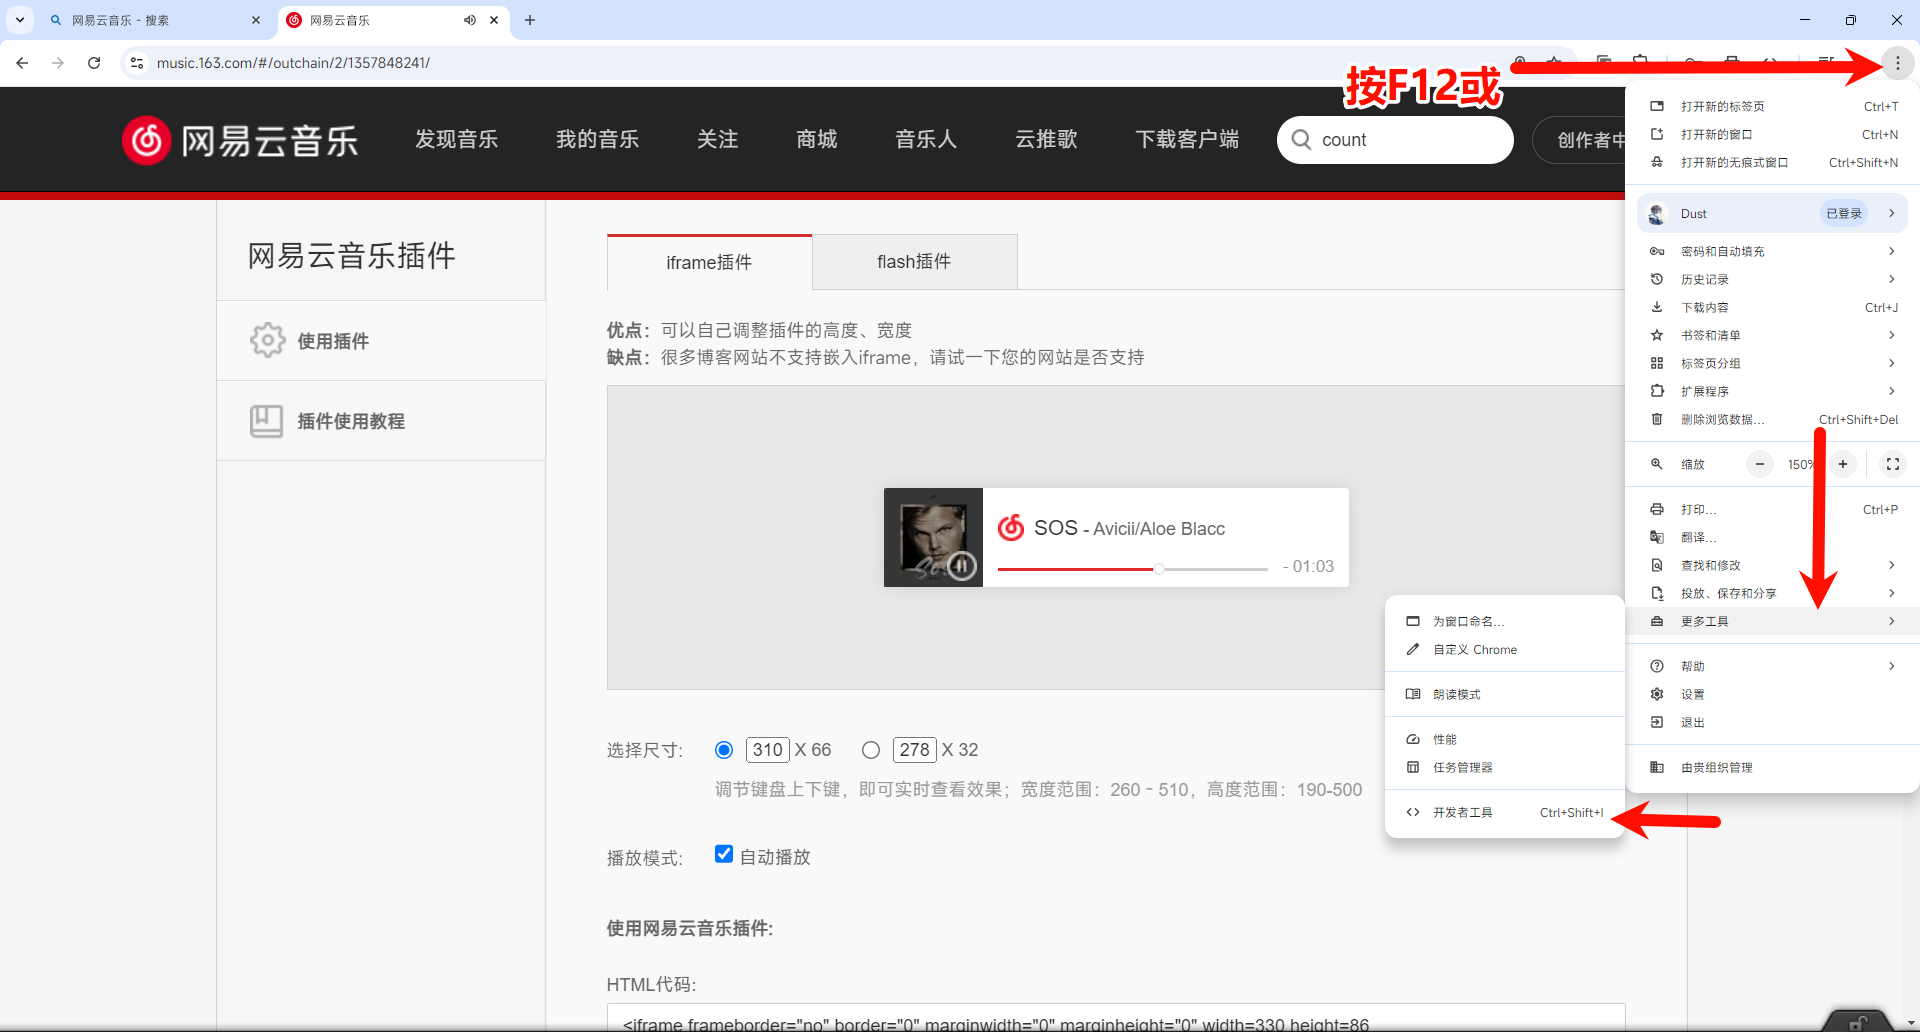 网易云音乐 - 搜索
网易云音乐
music.163.com/#/outchain/2/1357848241/
按F12或
网易云音乐
发现音乐
我的音乐
关注
商城
音乐人
云推歌
下载客户端
count
创作者中
网易云音乐插件
使用插件
插件使用教程
iframe插件
flash插件
优点：可以自己调整插件的高度、宽度
缺点：很多博客网站不支持嵌入iframe，请试一下您的网站是否支持
SOS - Avicii/Aloe Blacc
- 01:03
选择尺寸:
310 X 66
278 X 32
调节键盘上下键，即可实时查看效果；宽度范围：260 - 510，高度范围：190-500
播放模式:
自动播放
使用网易云音乐插件:
HTML代码:
<iframe frameborder="no" border="0" marginwidth="0" marginheight="0" width=330 height=86
打开新的标签页 Ctrl+T
打开新的窗口 Ctrl+N
打开新的无痕式窗口 Ctrl+Shift+N
Dust 已登录
密码和自动填充
历史记录
下载内容 Ctrl+J
书签和清单
标签页分组
扩展程序
删除浏览数据... Ctrl+Shift+Del
缩放 − 150% +
打印... Ctrl+P
翻译...
查找和修改
投放、保存和分享
更多工具
帮助
设置
退出
由贵组织管理
为窗口命名...
自定义 Chrome
朗读模式
性能
任务管理器
开发者工具 Ctrl+Shift+I